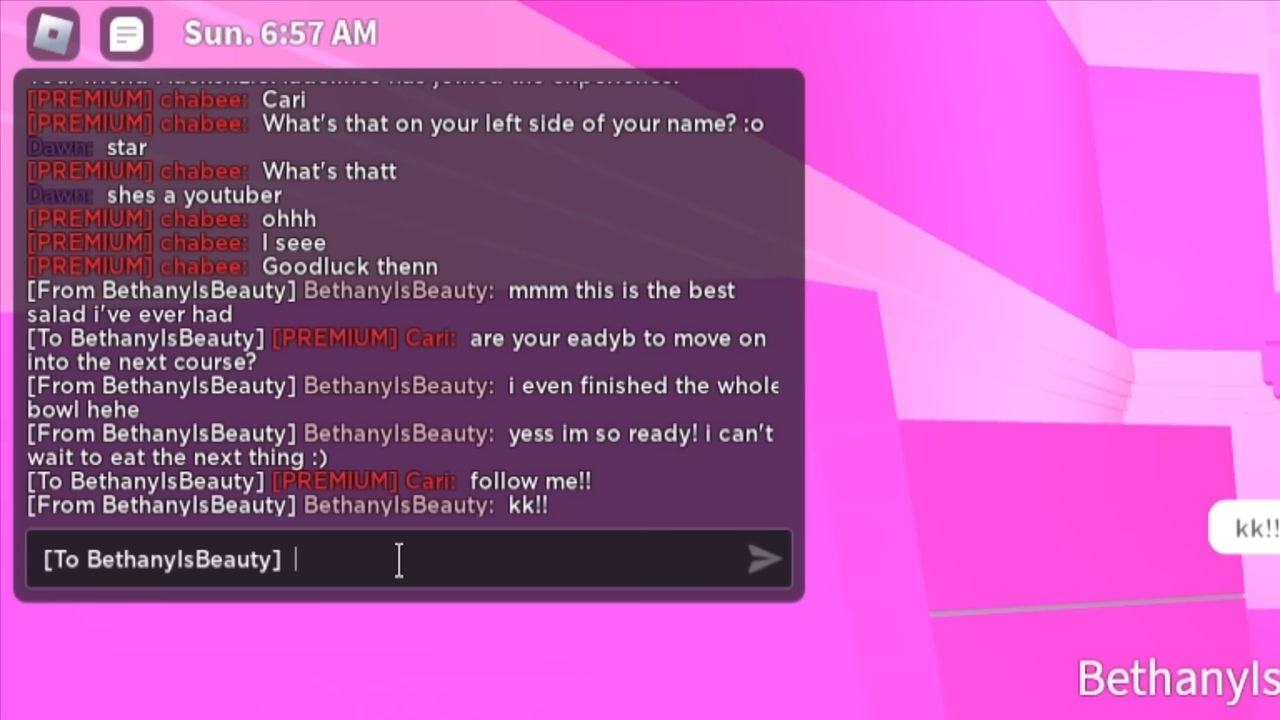 Sun. 6:57 AM
has joined the experience.
[PREMIUM] chabee: Cari
[PREMIUM] chabee: What's that on your left side of your name? :o
Dawn: star
[PREMIUM] chabee: What's thatt
Dawn: shes a youtuber
[PREMIUM] chabee: ohhh
[PREMIUM] chabee: I seee
[PREMIUM] chabee: Goodluck thenn
[From BethanyIsBeauty] BethanyIsBeauty: mmm this is the best
salad i've ever had
[To BethanyIsBeauty] [PREMIUM] Cari: are your eadyb to move on
into the next course?
[From BethanyIsBeauty] BethanyIsBeauty: i even finished the whole
bowl hehe
[From BethanyIsBeauty] BethanyIsBeauty: yess im so ready! i can't
wait to eat the next thing :)
[To BethanyIsBeauty] [PREMIUM] Cari: follow me!!
[From BethanyIsBeauty] BethanyIsBeauty: kk!!
[To BethanyIsBeauty]
kk!!
BethanyIs